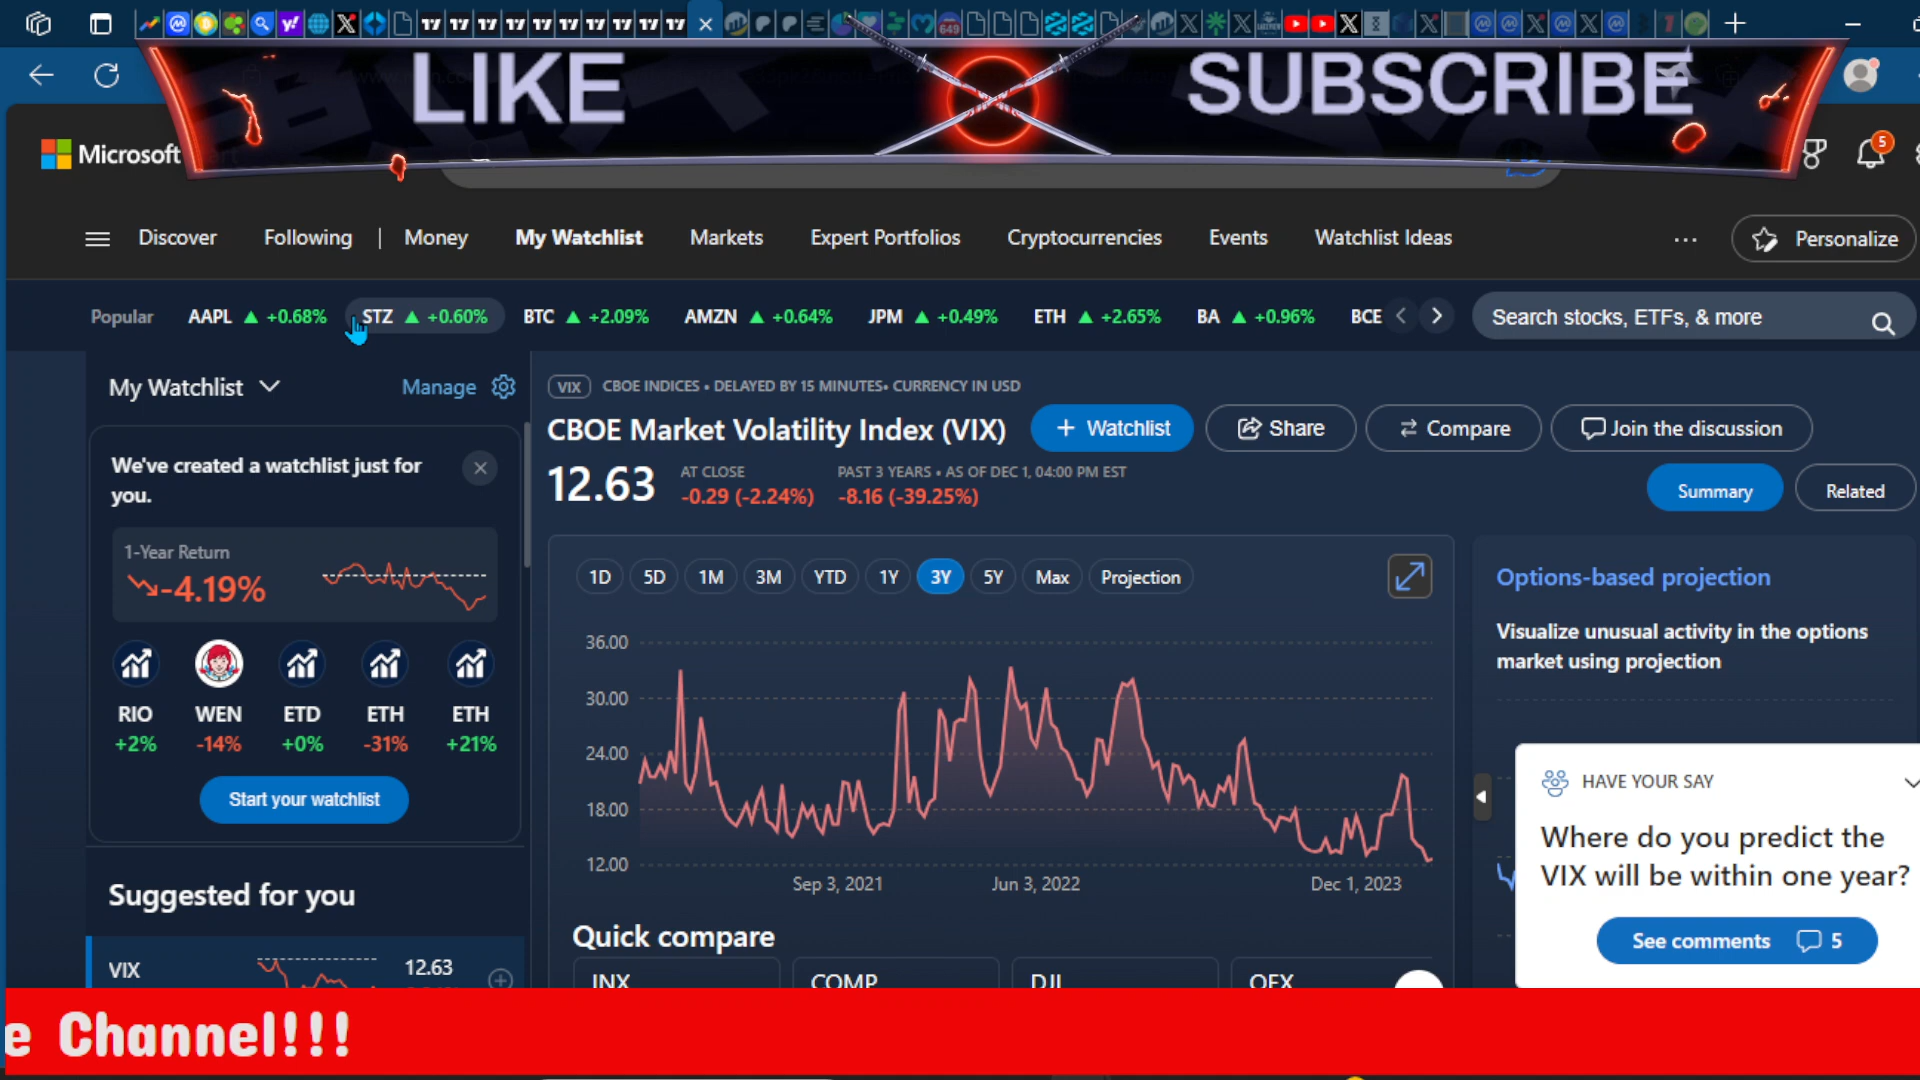 LIKE
SUBSCRIBE
649
Microsoft
5
Discover
Following
Money
My Watchlist
Markets
Expert Portfolios
Cryptocurrencies
Events
Watchlist Ideas
...
Personalize
Popular
AAPL ▲ +0.68%
STZ ▲ +0.60%
BTC ▲ +2.09%
AMZN ▲ +0.64%
JPM ▲ +0.49%
ETH ▲ +2.65%
BA ▲ +0.96%
BCE
Search stocks, ETFs, & more
My Watchlist
Manage
We've created a watchlist just for
you.
1-Year Return
-4.19%
RIO
+2%
WEN
-14%
ETD
+0%
ETH
-31%
ETH
+21%
Start your watchlist
Suggested for you
VIX
12.63
VIX CBOE INDICES • DELAYED BY 15 MINUTES• CURRENCY IN USD
CBOE Market Volatility Index (VIX)
+ Watchlist
Share
Compare
Join the discussion
12.63
AT CLOSE
-0.29 (-2.24%)
PAST 3 YEARS • AS OF DEC 1, 04:00 PM EST
-8.16 (-39.25%)
Summary
Related
1D 5D 1M 3M YTD 1Y 3Y 5Y Max Projection
36.00
30.00
24.00
18.00
12.00
Sep 3, 2021
Jun 3, 2022
Dec 1, 2023
Quick compare
INX
COMP
DJI
OEX
Options-based projection
Visualize unusual activity in the options
market using projection
HAVE YOUR SAY
Where do you predict the
VIX will be within one year?
See comments 5
e Channel!!!